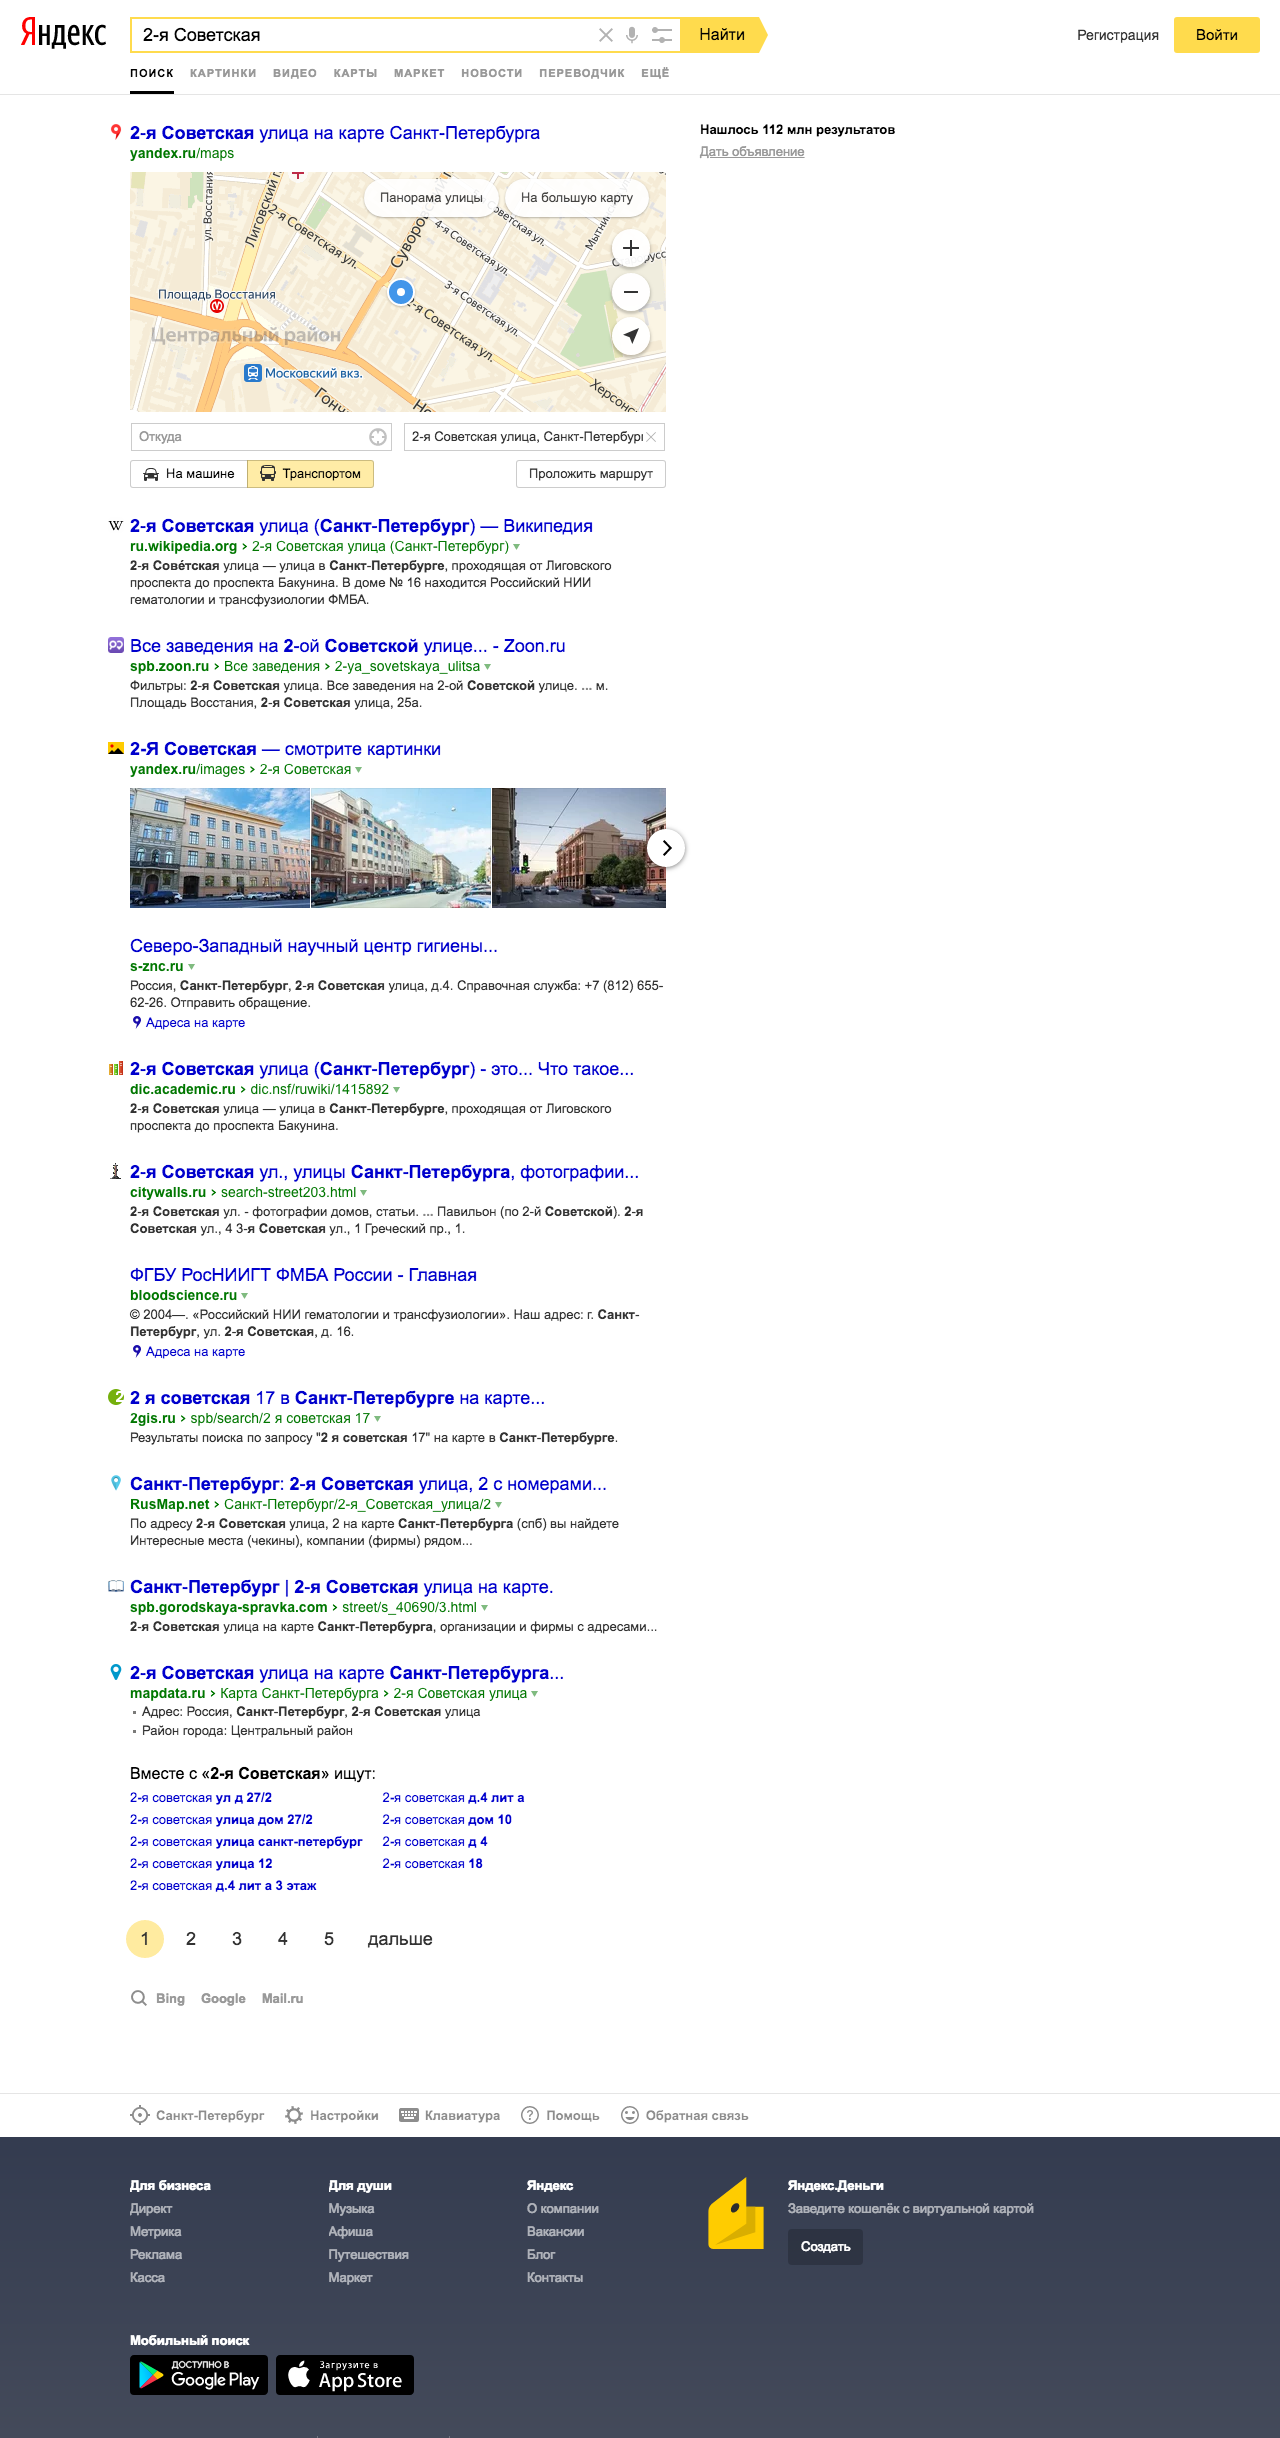 Яндекс
2-я Советская
Найти
Регистрация
Войти
ПОИСК КАРТИНКИ ВИДЕО КАРТЫ МАРКЕТ НОВОСТИ ПЕРЕВОДЧИК ЕЩЁ
2-я Советская улица на карте Санкт-Петербурга
yandex.ru/maps
Нашлось 112 млн результатов
Дать объявление
Панорама улицы
На большую карту
ул. Восстания
Лиговский
2-я Советская ул.
4-я Советская ул.
3-я Советская ул.
2-я Советская ул.
Площадь Восстания
Центральный район
Московский вкз.
Откуда
2-я Советская улица, Санкт-Петербур
На машине
Транспортом
Проложить маршрут
2-я Советская улица (Санкт-Петербург) — Википедия
ru.wikipedia.org › 2-я Советская улица (Санкт-Петербург)
2-я Сове́тская улица — улица в Санкт-Петербурге, проходящая от Лиговского
проспекта до проспекта Бакунина. В доме № 16 находится Российский НИИ
гематологии и трансфузиологии ФМБА.
Все заведения на 2-ой Советской улице... - Zoon.ru
spb.zoon.ru › Все заведения › 2-ya_sovetskaya_ulitsa
Фильтры: 2-я Советская улица. Все заведения на 2-ой Советской улице. ... м.
Площадь Восстания, 2-я Советская улица, 25а.
2-Я Советская — смотрите картинки
yandex.ru/images › 2-я Советская
Северо-Западный научный центр гигиены...
s-znc.ru
Россия, Санкт-Петербург, 2-я Советская улица, д.4. Справочная служба: +7 (812) 655-
62-26. Отправить обращение.
Адреса на карте
2-я Советская улица (Санкт-Петербург) - это... Что такое...
dic.academic.ru › dic.nsf/ruwiki/1415892
2-я Советская улица — улица в Санкт-Петербурге, проходящая от Лиговского
проспекта до проспекта Бакунина.
2-я Советская ул., улицы Санкт-Петербурга, фотографии...
citywalls.ru › search-street203.html
2-я Советская ул. - фотографии домов, статьи. ... Павильон (по 2-й Советской). 2-я
Советская ул., 4 3-я Советская ул., 1 Греческий пр., 1.
ФГБУ РосНИИГТ ФМБА России - Главная
bloodscience.ru
© 2004—. «Российский НИИ гематологии и трансфузиологии». Наш адрес: г. Санкт-
Петербург, ул. 2-я Советская, д. 16.
Адреса на карте
2 я советская 17 в Санкт-Петербурге на карте...
2gis.ru › spb/search/2 я советская 17
Результаты поиска по запросу "2 я советская 17" на карте в Санкт-Петербурге.
Санкт-Петербург: 2-я Советская улица, 2 с номерами...
RusMap.net › Санкт-Петербург/2-я_Советская_улица/2
По адресу 2-я Советская улица, 2 на карте Санкт-Петербурга (спб) вы найдете
Интересные места (чекины), компании (фирмы) рядом...
Санкт-Петербург | 2-я Советская улица на карте.
spb.gorodskaya-spravka.com › street/s_40690/3.html
2-я Советская улица на карте Санкт-Петербурга, организации и фирмы с адресами...
2-я Советская улица на карте Санкт-Петербурга...
mapdata.ru › Карта Санкт-Петербурга › 2-я Советская улица
Адрес: Россия, Санкт-Петербург, 2-я Советская улица
Район города: Центральный район
Вместе с «2-я Советская» ищут:
2-я советская ул д 27/2
2-я советская д.4 лит а
2-я советская улица дом 27/2
2-я советская дом 10
2-я советская улица санкт-петербург
2-я советская д 4
2-я советская улица 12
2-я советская 18
2-я советская д.4 лит а 3 этаж
1 2 3 4 5 дальше
Bing Google Mail.ru
Санкт-Петербург Настройки Клавиатура Помощь Обратная связь
Для бизнеса
Директ
Метрика
Реклама
Касса
Для души
Музыка
Афиша
Путешествия
Маркет
Яндекс
О компании
Вакансии
Блог
Контакты
Яндекс.Деньги
Заведите кошелёк с виртуальной картой
Создать
Мобильный поиск
ДОСТУПНО В
Google Play
Загрузите в
App Store